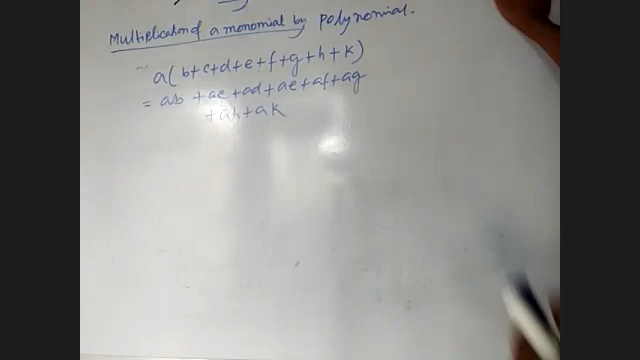 Multiplication of a monomial by polynomial.
a(b+c+d+e+f+g+h+k)
= ab +ac+ad+ae+af+ag
+ah+ak